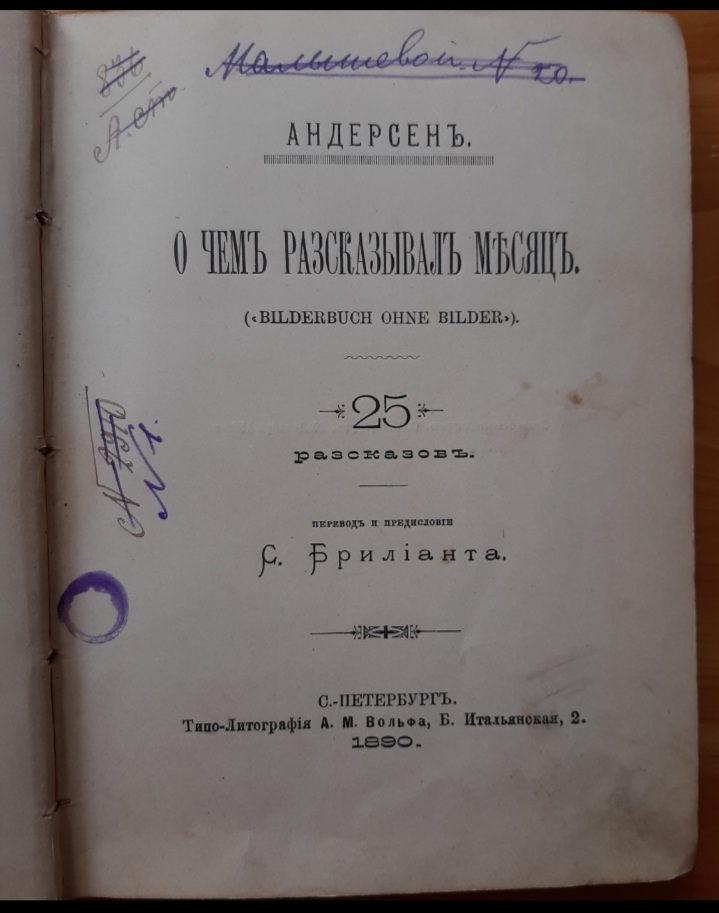 Малышевой. N 20.
АНДЕРСЕНЪ.
О ЧЕМЪ РАЗСКАЗЫВАЛЪ МѢСЯЦЪ.
(«BILDERBUCH OHNE BILDER»).
25
разсказовъ.
ПЕРЕВОДЪ И ПРЕДИСЛОВІЕ
С. Бриліанта.
N 1.
С.-ПЕТЕРБУРГЪ.
Типо-Литографія А. М. Вольфа, Б. Итальянская, 2.
1890.